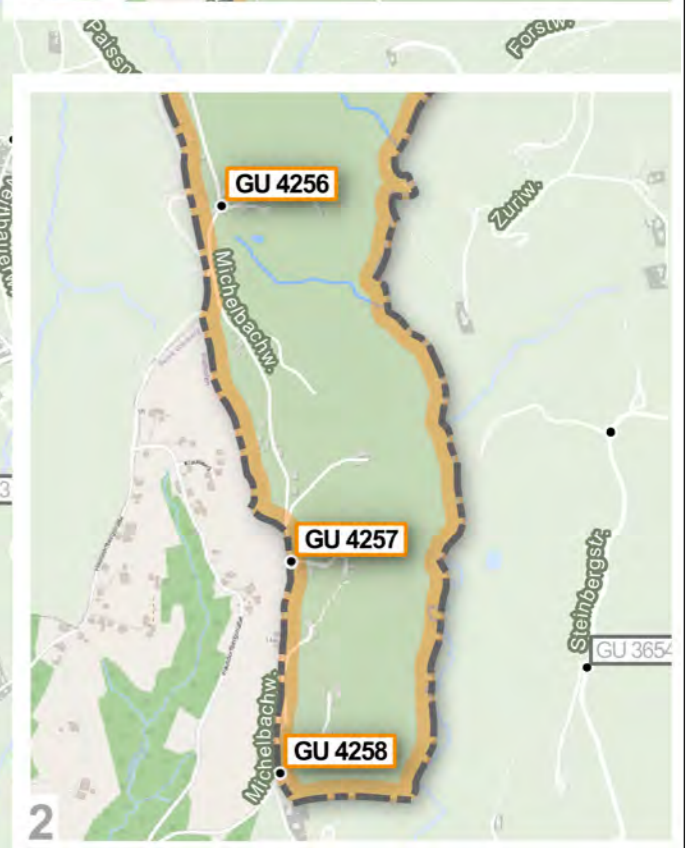 Forstw.
GU 4256
Zuriw.
Michelbachw.
GU 4257
Steinbergstr.
GU 3654
Michelbachw.
GU 4258
2